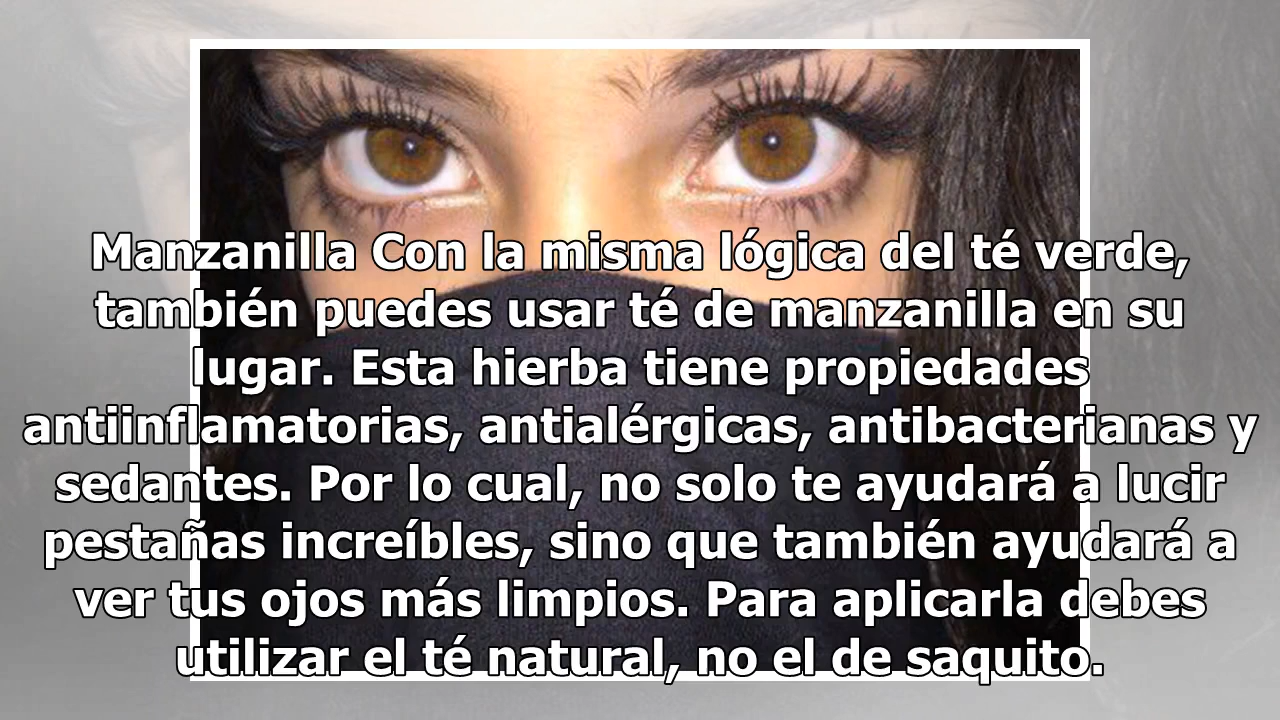 Manzanilla Con la misma lógica del té verde,
también puedes usar té de manzanilla en su
lugar. Esta hierba tiene propiedades
antiinflamatorias, antialérgicas, antibacterianas y
sedantes. Por lo cual, no solo te ayudará a lucir
pestañas increíbles, sino que también ayudará a
ver tus ojos más limpios. Para aplicarla debes
utilizar el té natural, no el de saquito.